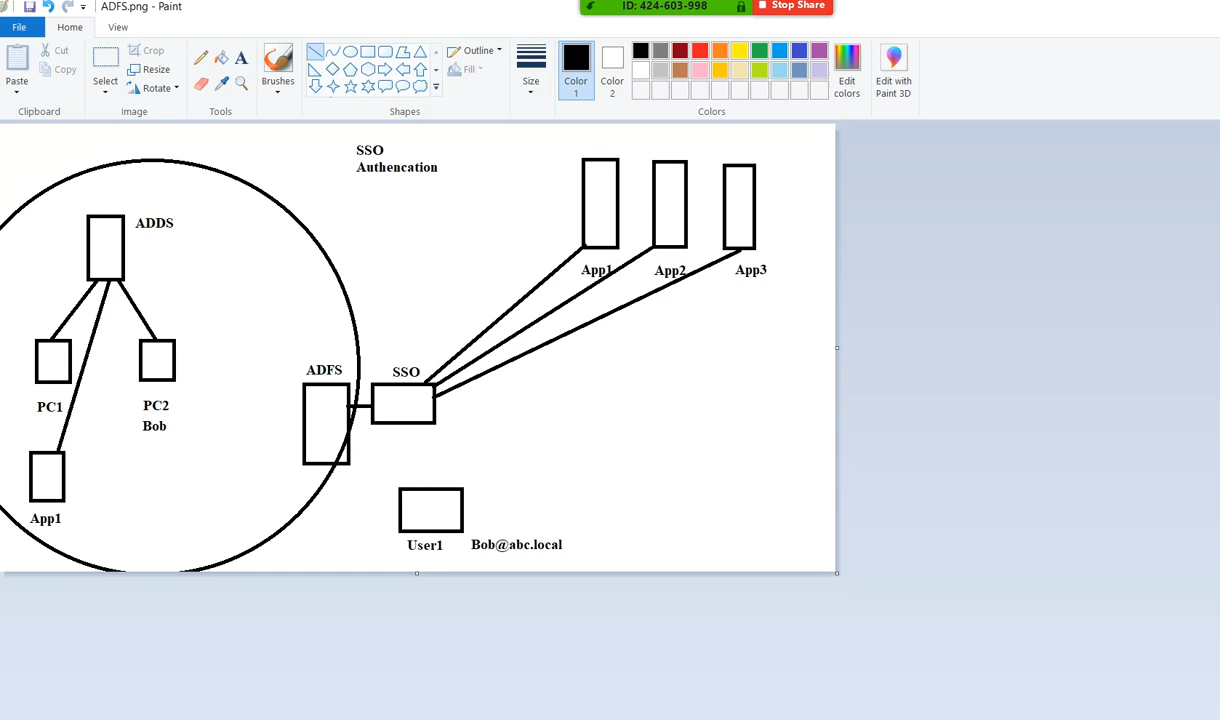 ADFS.png - Paint
ID: 424-603-998
Stop Share
File
Home
View
Paste
Cut
Copy
Clipboard
Select
Crop
Resize
Rotate
Image
A
Tools
Brushes
Outline
Fill
Shapes
Size
Color
1
Color
2
Colors
Edit
colors
Edit with
Paint 3D
SSO
Authencation
ADDS
PC1
PC2
Bob
App1
ADFS
SSO
App1
App2
App3
User1
Bob@abc.local